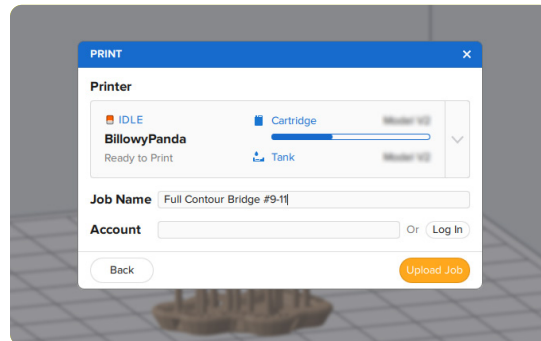 PRINT ×
Printer
IDLE
Cartridge
BillowyPanda
Ready to Print
Tank
Job Name Full Contour Bridge #9-11
Account Or Log In
Back Upload Job